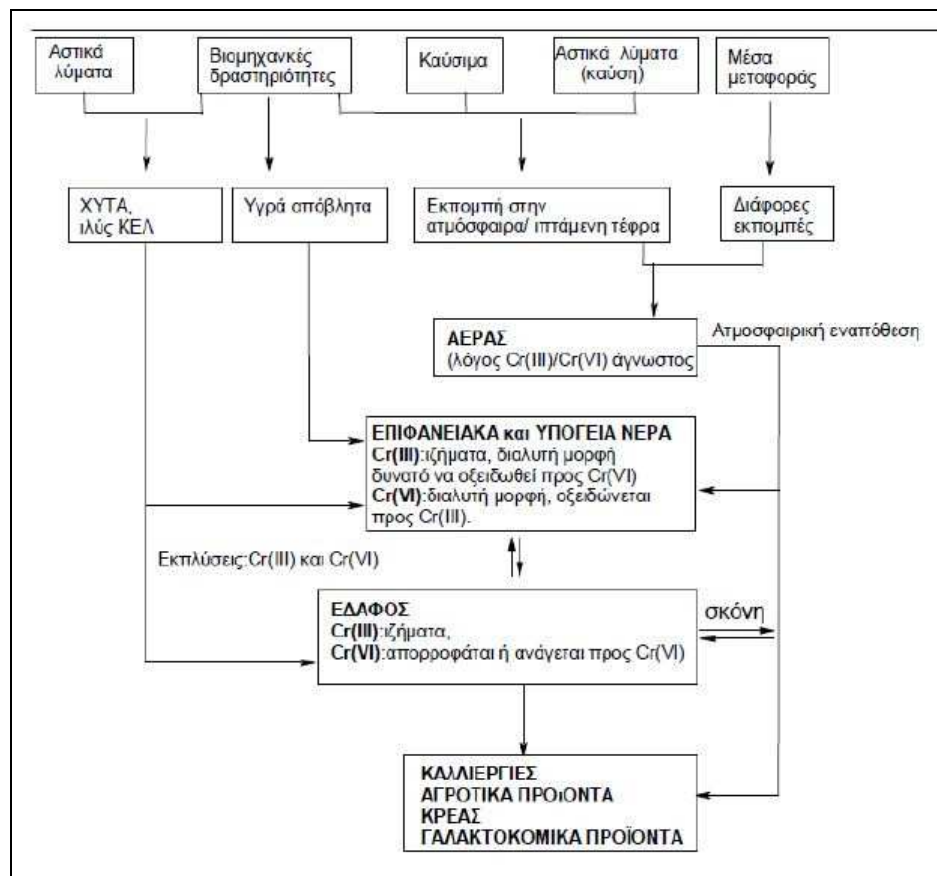 Αστικά
λύματα
Βιομηχανκές
δραστηριότητες
Καύσιμα
Αστικά λύματα
(καύση)
Μέσα
μεταφοράς
ΧΥΤΑ,
ιλύς ΚΕΛ
Υγρά απόβλητα
Εκπομπή στην
ατμόσφαιρα/ ιπτάμενη τέφρα
Διάφορες
εκπομπές
ΑΕΡΑΣ
(λόγος Cr(III)/Cr(VI) άγνωστος
Ατμοσφαιρική εναπόθεση
ΕΠΙΦΑΝΕΙΑΚΑ και ΥΠΟΓΕΙΑ ΝΕΡΑ
Cr(III):ιζήματα, διαλυτή μορφή
δυνατό να οξειδωθεί προς Cr(VI)
Cr(VI):διαλυτή μορφή, οξειδώνεται
προς Cr(III).
Εκπλύσεις:Cr(III) και Cr(VI)
ΕΔΑΦΟΣ
Cr(III):ιζήματα,
Cr(VI):απορροφάται ή ανάγεται προς Cr(VI)
σκόνη
ΚΑΛΛΙΕΡΓΙΕΣ
ΑΓΡΟΤΙΚΑ ΠΡΟιΟΝΤΑ
ΚΡΕΑΣ
ΓΑΛΑΚΤΟΚΟΜΙΚΑ ΠΡΟΪΟΝΤΑ